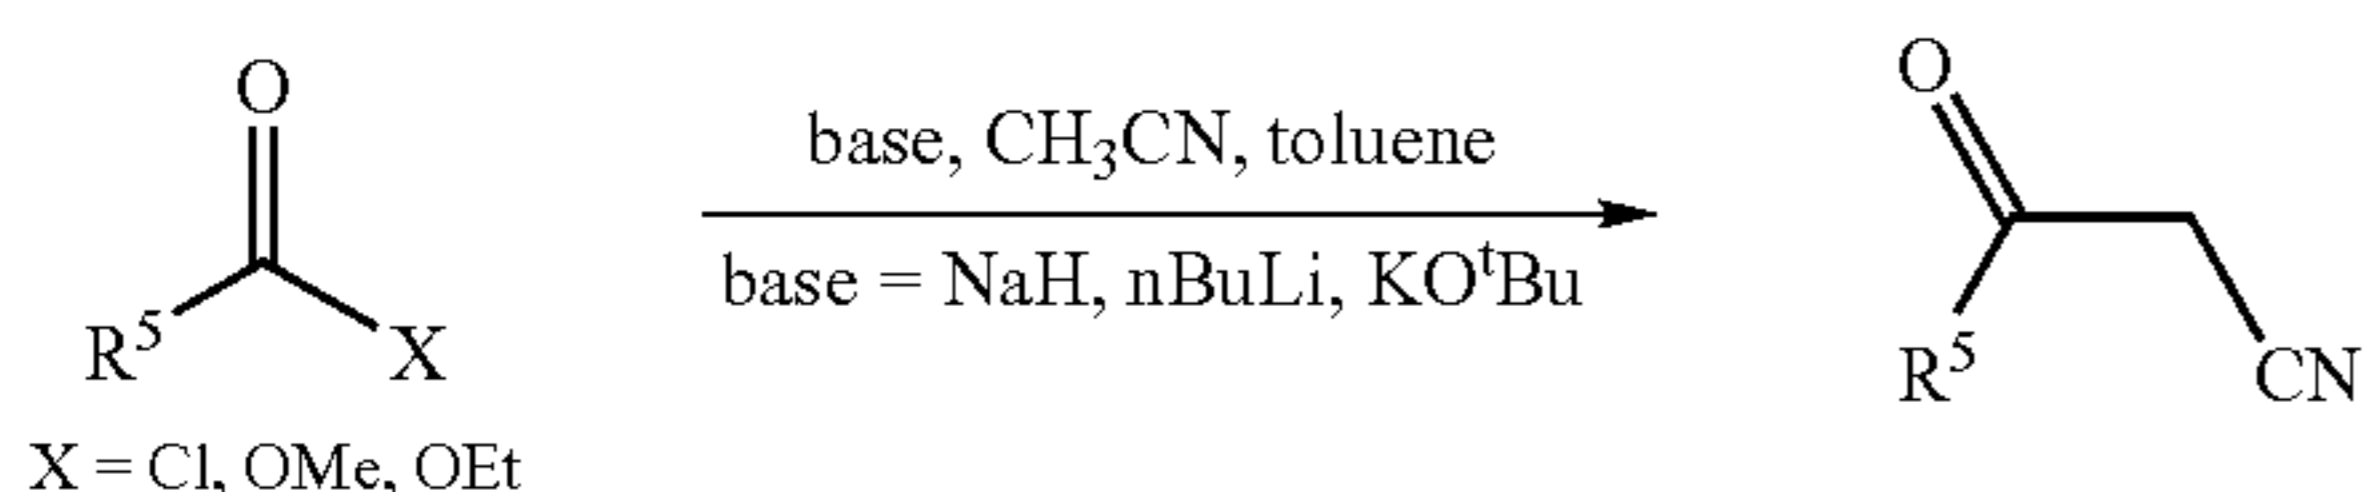 O
R⁵
X
X = Cl, OMe, OEt
base, CH₃CN, toluene
base = NaH, nBuLi, KOᵗBu
O
R⁵
CN